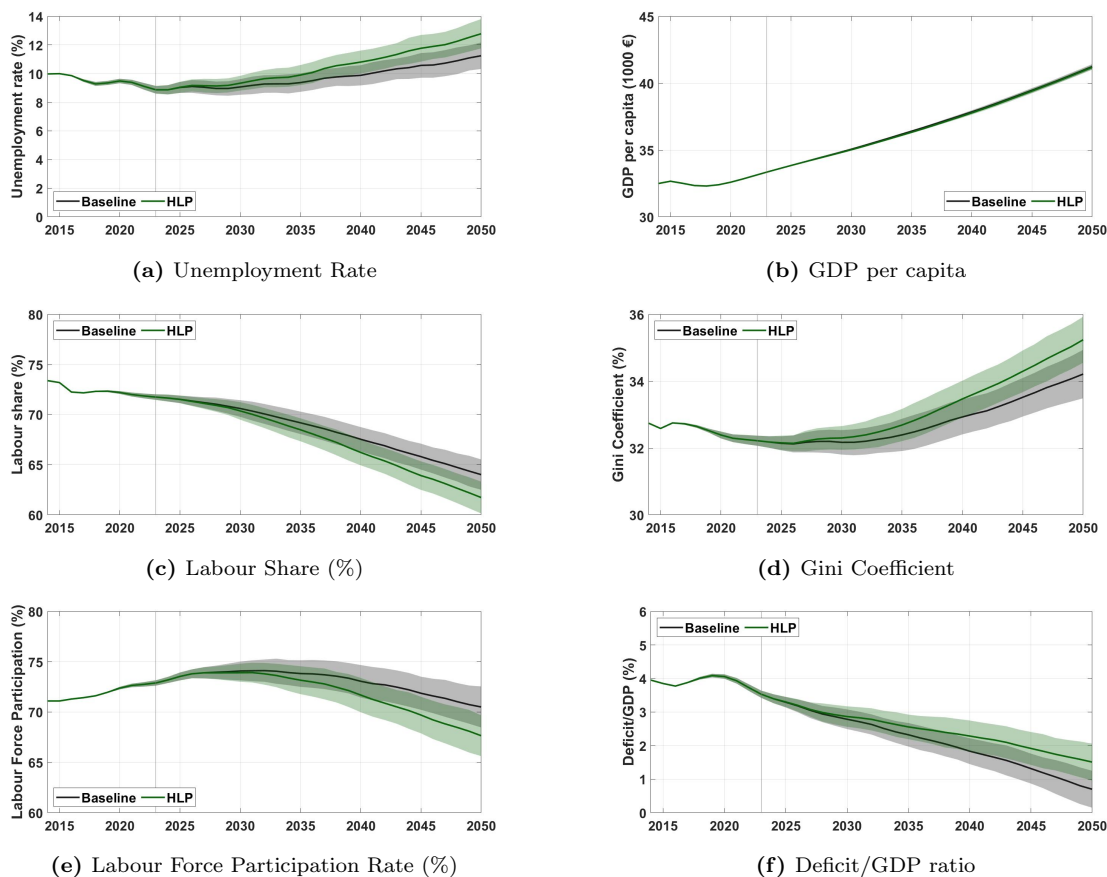 Unemployment rate (%)
14
12
10
8
6
4
2
0
Baseline HLP
2015 2020 2025 2030 2035 2040 2045 2050
(a) Unemployment Rate
GDP per capita (1000 €)
45
40
35
30
Baseline HLP
2015 2020 2025 2030 2035 2040 2045 2050
(b) GDP per capita
Labour share (%)
80
75
70
65
60
Baseline HLP
2015 2020 2025 2030 2035 2040 2045 2050
(c) Labour Share (%)
Gini Coefficient (%)
36
34
32
30
Baseline HLP
2015 2020 2025 2030 2035 2040 2045 2050
(d) Gini Coefficient
Labour Force Participation (%)
80
75
70
65
60
Baseline HLP
2015 2020 2025 2030 2035 2040 2045 2050
(e) Labour Force Participation Rate (%)
Deficit/GDP (%)
6
5
4
3
2
1
0
Baseline HLP
2015 2020 2025 2030 2035 2040 2045 2050
(f) Deficit/GDP ratio